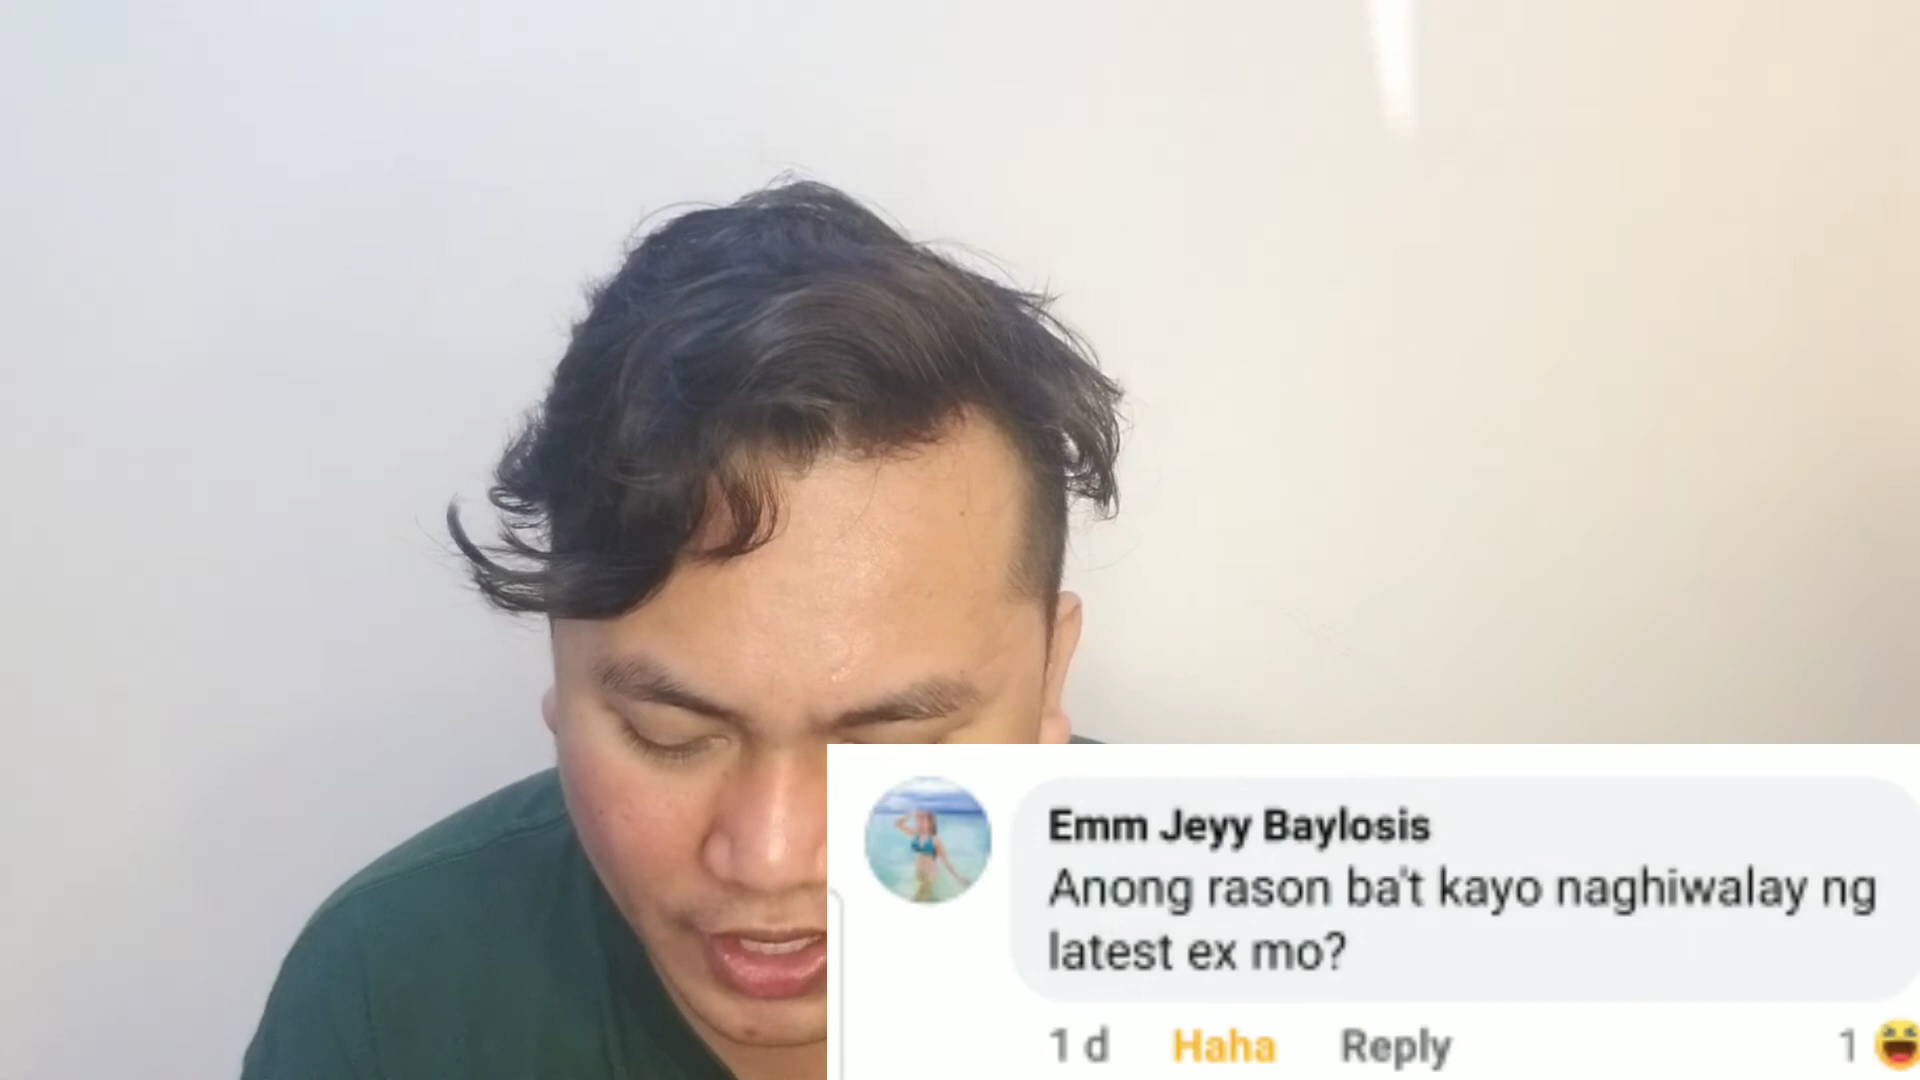 Emm Jeyy Baylosis
Anong rason ba't kayo naghiwalay ng
latest ex mo?
1 d Haha Reply 1